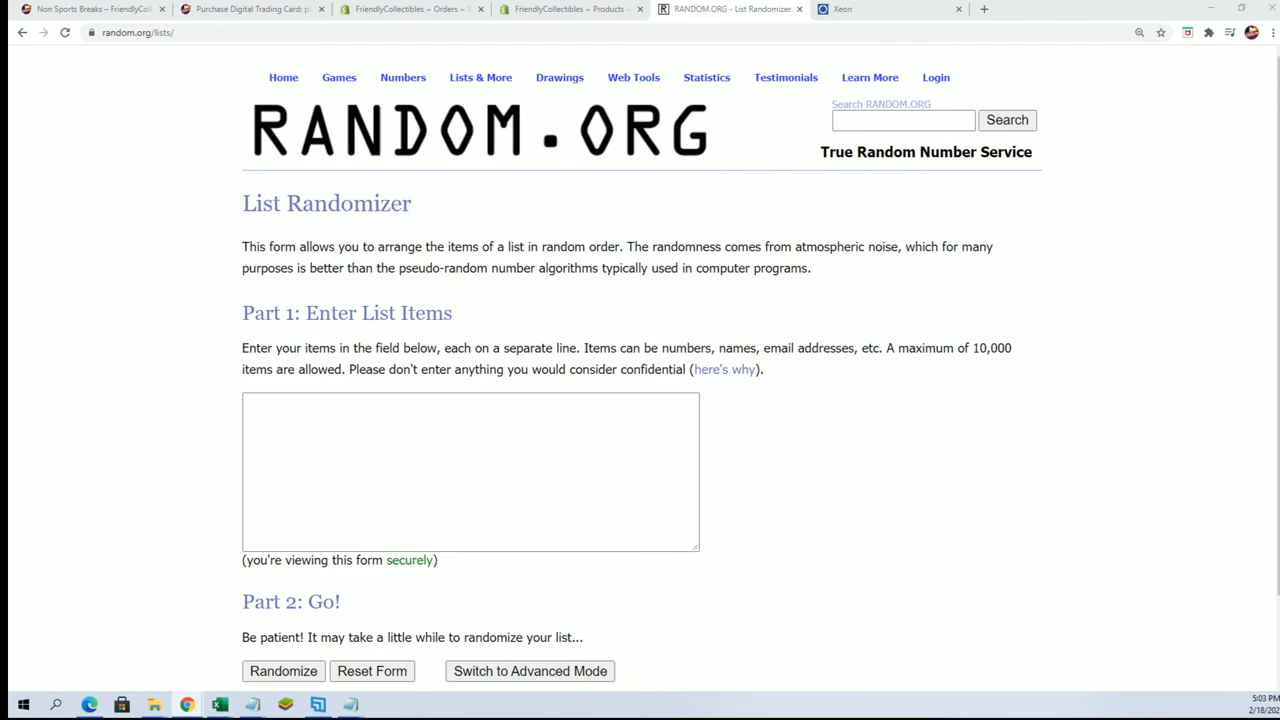 Non Sports Breaks – FriendlyColl
Purchase Digital Trading Card: pl
FriendlyCollectibles ~ Orders ~ S
FriendlyCollectibles ~ Products ~
RANDOM.ORG - List Randomizer
Xeon
random.org/lists/
Home Games Numbers Lists & More Drawings Web Tools Statistics Testimonials Learn More Login
RANDOM.ORG
Search RANDOM.ORG
Search
True Random Number Service
List Randomizer
This form allows you to arrange the items of a list in random order. The randomness comes from atmospheric noise, which for many
purposes is better than the pseudo-random number algorithms typically used in computer programs.
Part 1: Enter List Items
Enter your items in the field below, each on a separate line. Items can be numbers, names, email addresses, etc. A maximum of 10,000
items are allowed. Please don't enter anything you would consider confidential (here's why).
(you're viewing this form securely)
Part 2: Go!
Be patient! It may take a little while to randomize your list...
Randomize Reset Form Switch to Advanced Mode
5:03 PM
2/18/202